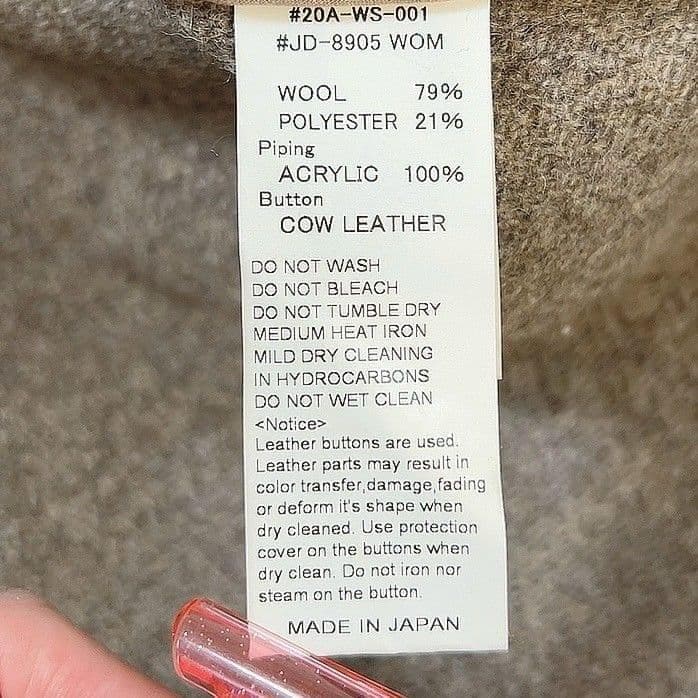 #20A-WS-001
#JD-8905 WOM
WOOL 79%
POLYESTER 21%
Piping
ACRYLIC 100%
Button
COW LEATHER
DO NOT WASH
DO NOT BLEACH
DO NOT TUMBLE DRY
MEDIUM HEAT IRON
MILD DRY CLEANING
IN HYDROCARBONS
DO NOT WET CLEAN
<Notice>
Leather buttons are used.
Leather parts may result in
color transfer,damage,fading
or deform it's shape when
dry cleaned. Use protection
cover on the buttons when
dry clean. Do not iron nor
steam on the button.
MADE IN JAPAN